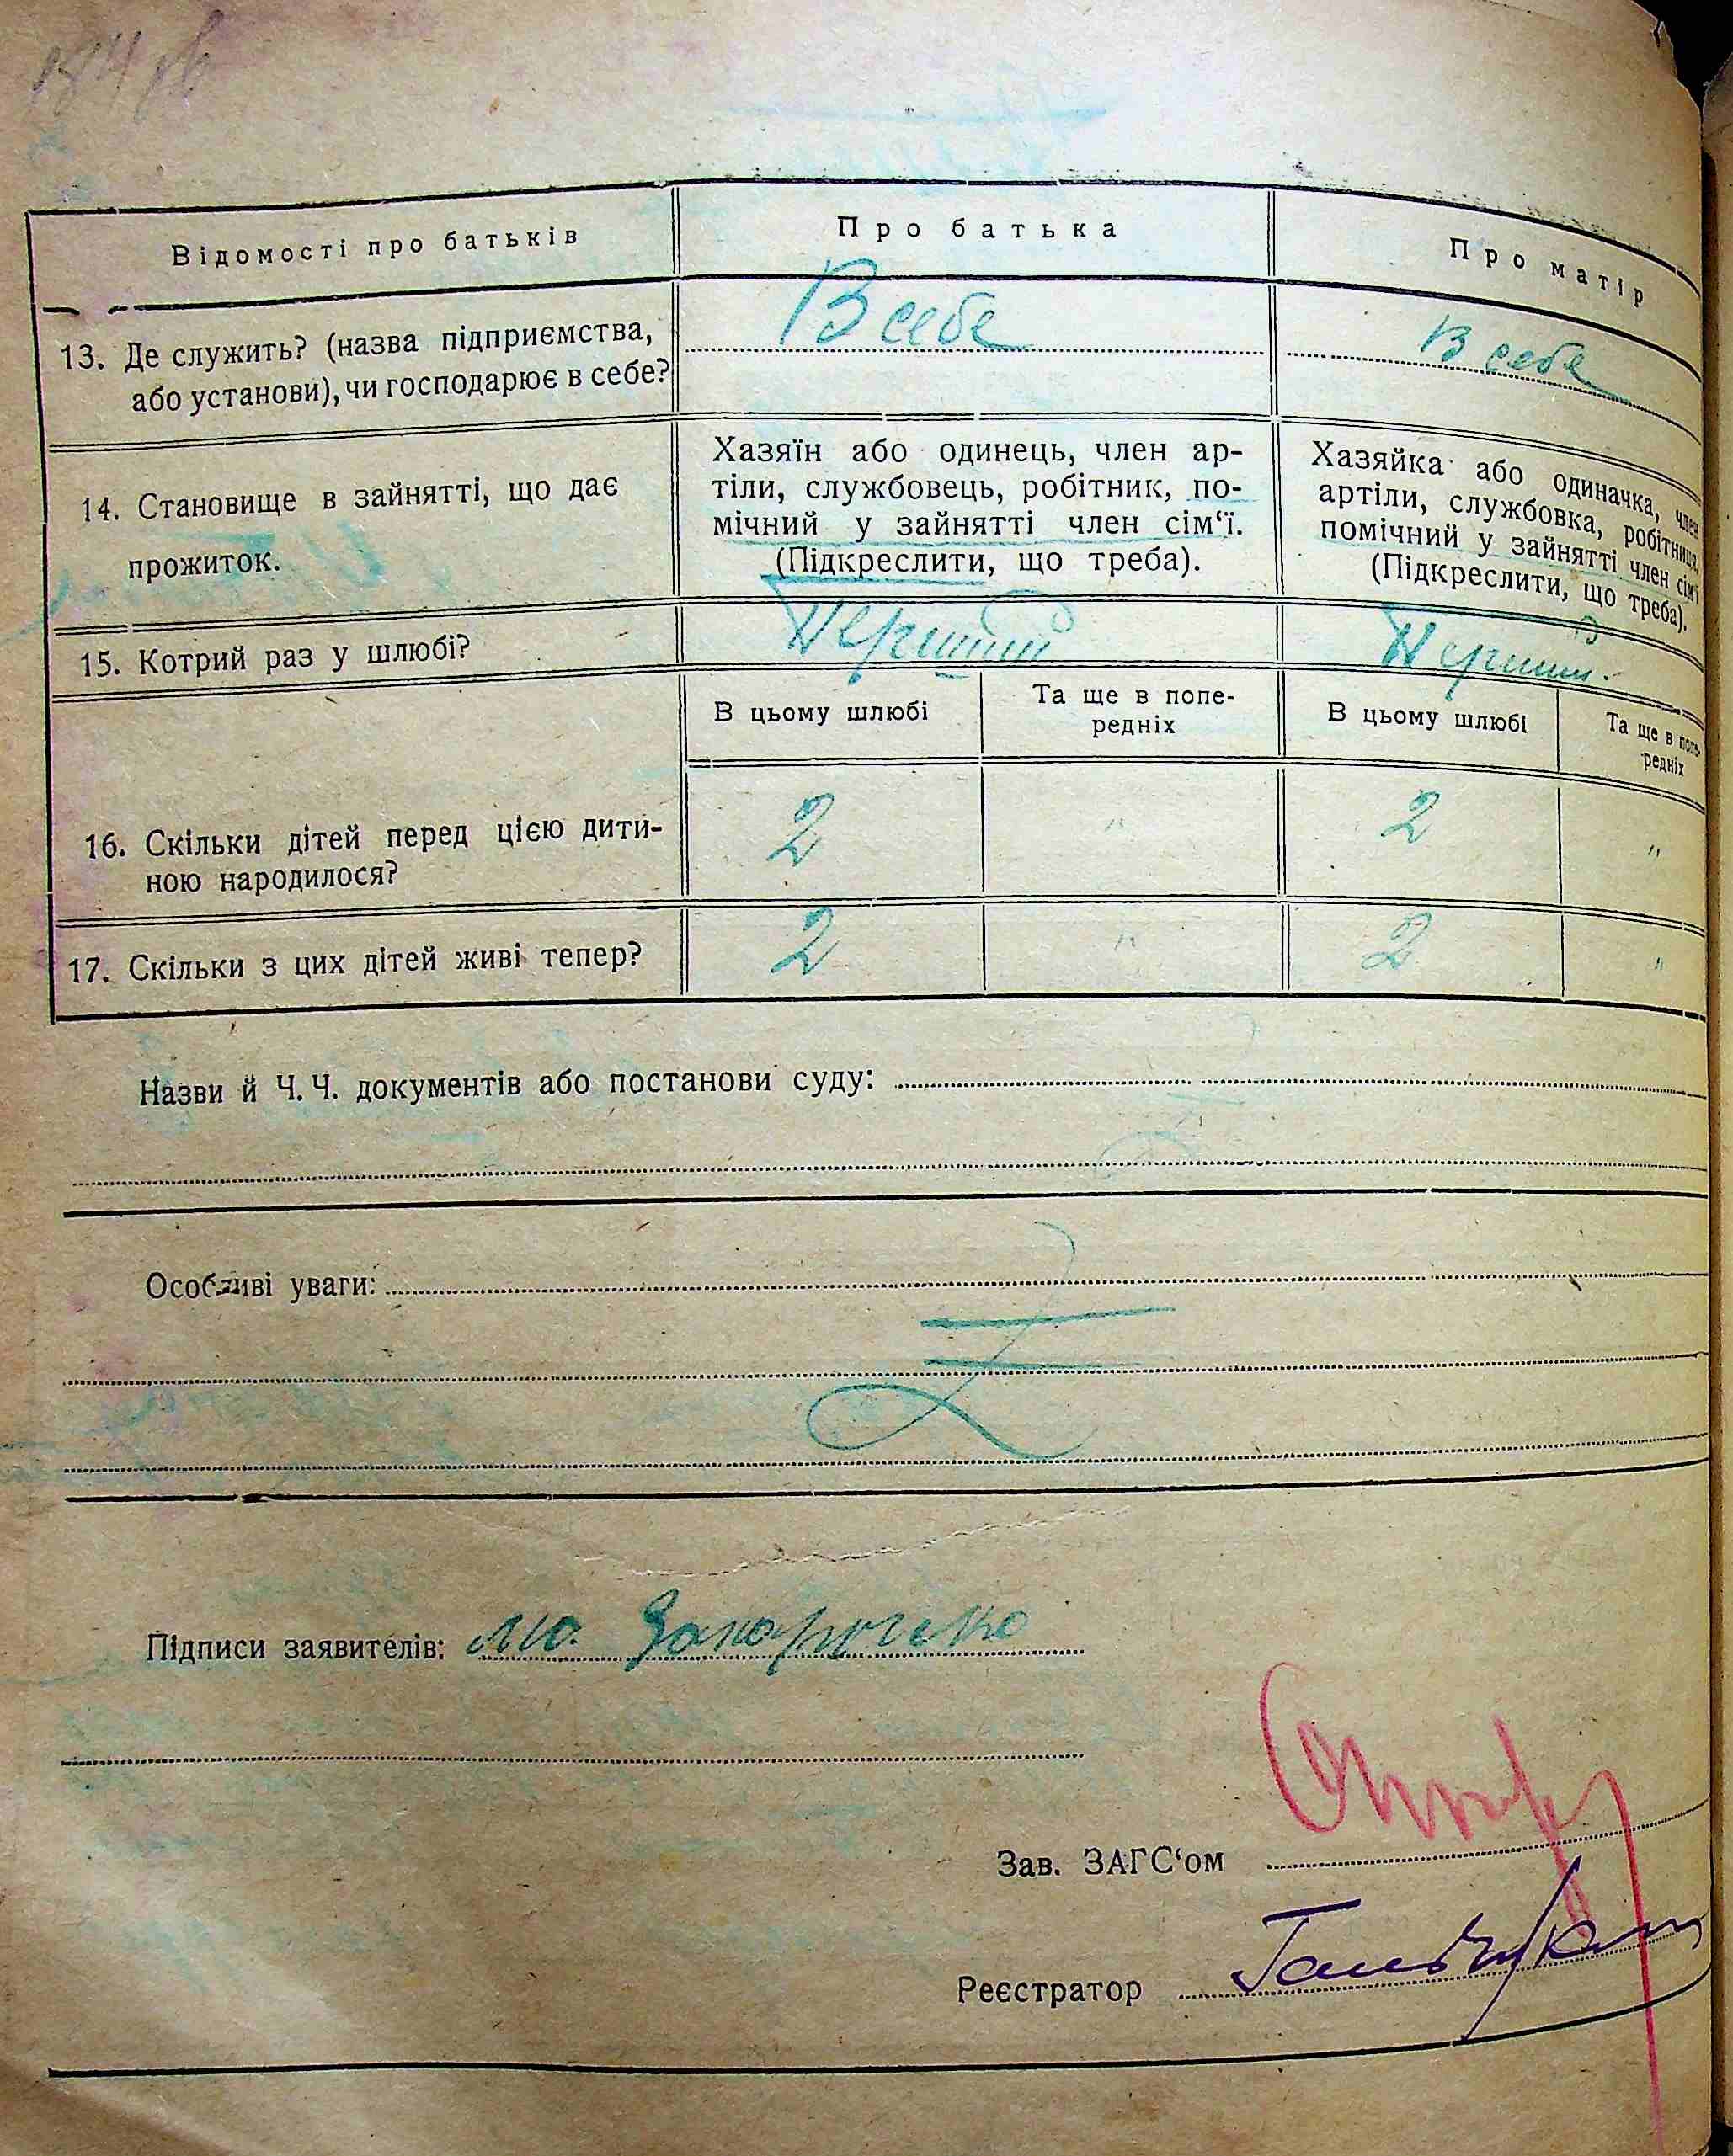 Відомості про батьків
Про батька
Про матір
13. Де служить? (назва підприємства,
або установи), чи господарює в себе?
В себе
В себе
14. Становище в зайнятті, що дає
прожиток.
Хазяїн або одинець, член ар-
тіли, службовець, робітник, по-
мічний у зайнятті член сім‘ї.
(Підкреслити, що треба).
Хазяйка або одиначка, член
артіли, службовка, робітниця,
помічний у зайнятті член сім‘ї
(Підкреслити, що треба).
15. Котрий раз у шлюбі?
Перший
Перший
В цьому шлюбі
Та ще в попе-
редніх
В цьому шлюбі
Та ще в попе-
редніх
16. Скільки дітей перед цією дити-
ною народилося?
2
"
2
"
17. Скільки з цих дітей живі тепер?
2
"
2
"
Назви й Ч. Ч. документів або постанови суду:
Особливі уваги:
Підписи заявителів:
Зав. ЗАГС‘ом
Реєстратор